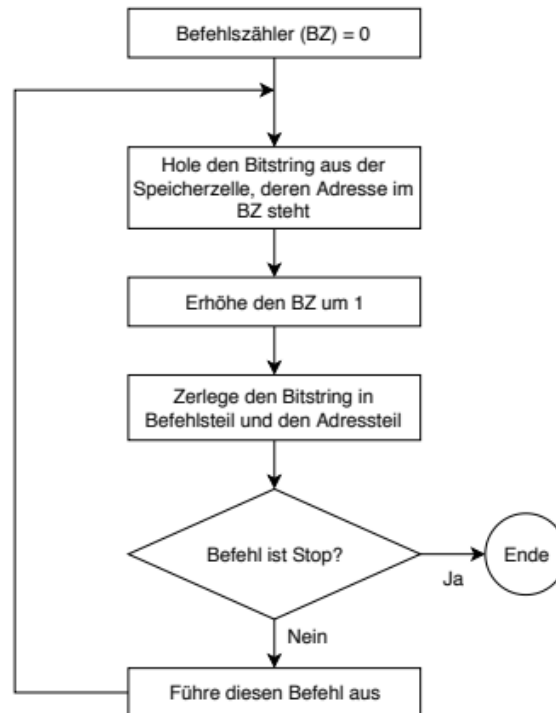 Befehlszähler (BZ) = 0
Hole den Bitstring aus der
Speicherzelle, deren Adresse im
BZ steht
Erhöhe den BZ um 1
Zerlege den Bitstring in
Befehlsteil und den Adressteil
Befehl ist Stop?
Ende
Ja
Nein
Führe diesen Befehl aus